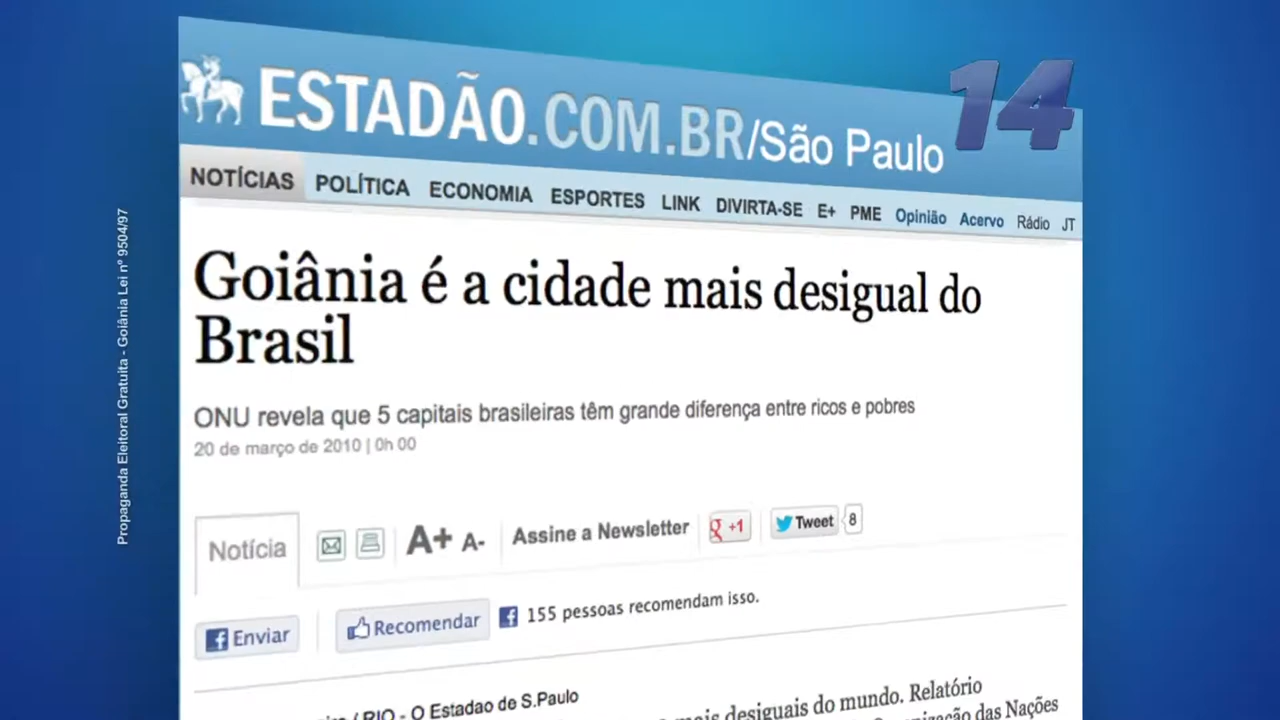 14
ESTADÃO.COM.BR/São Paulo
NOTÍCIAS POLÍTICA ECONOMIA ESPORTES LINK DIVIRTA-SE E+ PME Opinião Acervo Rádio JT
Propaganda Eleitoral Gratuita - Goiânia Lei nº 9504/97
Goiânia é a cidade mais desigual do
Brasil
ONU revela que 5 capitais brasileiras têm grande diferença entre ricos e pobres
20 de março de 2010 | 0h 00
Notícia A+ A- Assine a Newsletter +1 Tweet 8
Enviar Recomendar 155 pessoas recomendam isso.
/ RIO - O Estadao de S.Paulo
mais desiguais do mundo. Relatório
das Nações